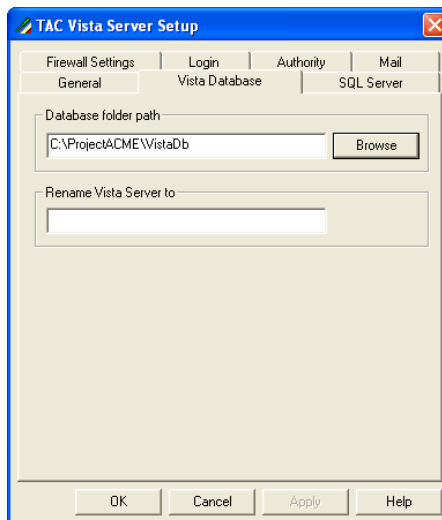 TAC Vista Server Setup
Firewall Settings Login Authority Mail
General Vista Database SQL Server
Database folder path
C:\ProjectACME\VistaDb Browse
Rename Vista Server to
OK Cancel Apply Help